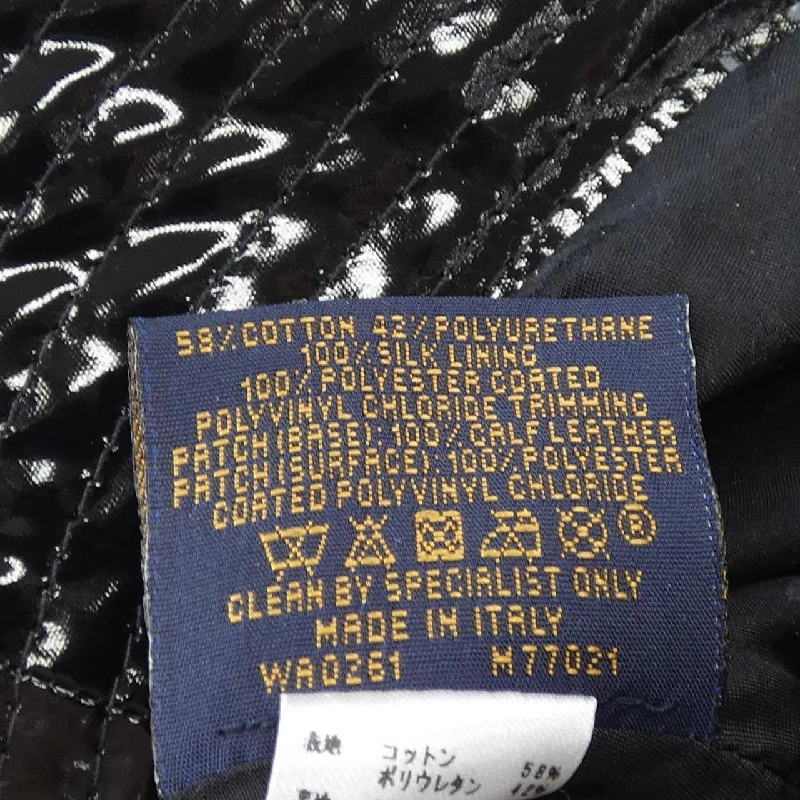 58% COTTON 42% POLYURETHANE
100% SILK LINING
100% POLYESTER COATED
POLYVINYL CHLORIDE TRIMMING
PATCH (BASE): 100% CALF LEATHER
PATCH (SURFACE): 100% POLYESTER
COATED POLYVINYL CHLORIDE
®
CLEAN BY SPECIALIST ONLY
MADE IN ITALY
WA0261 M77021
表地 コットン 58%
ポリウレタン 42%